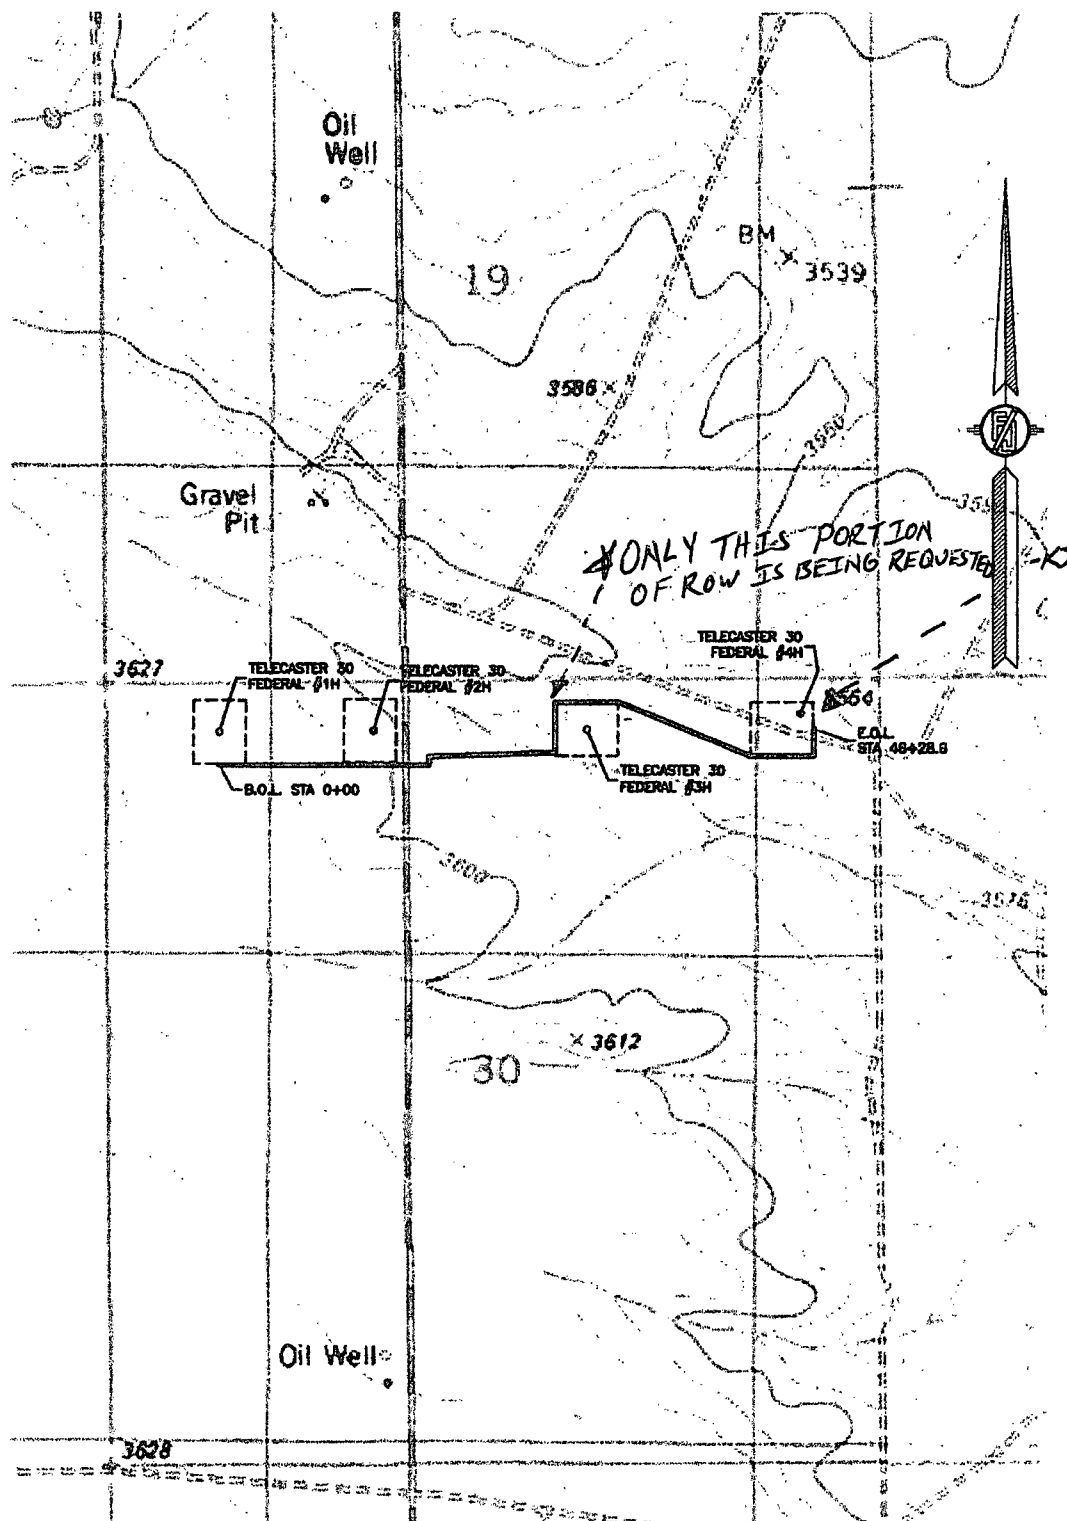 Oil
Well
19
BM
3539
3586
3550
Gravel
Pit
*ONLY THIS PORTION
OF ROW IS BEING REQUESTED
3627
TELECASTER 30
FEDERAL #1H
TELECASTER 30
FEDERAL #2H
TELECASTER 30
FEDERAL #4H
E.O.L.
STA 46+28.6
B.O.L. STA 0+00
TELECASTER 30
FEDERAL #3H
3600
3576
3612
30
Oil Well
3628